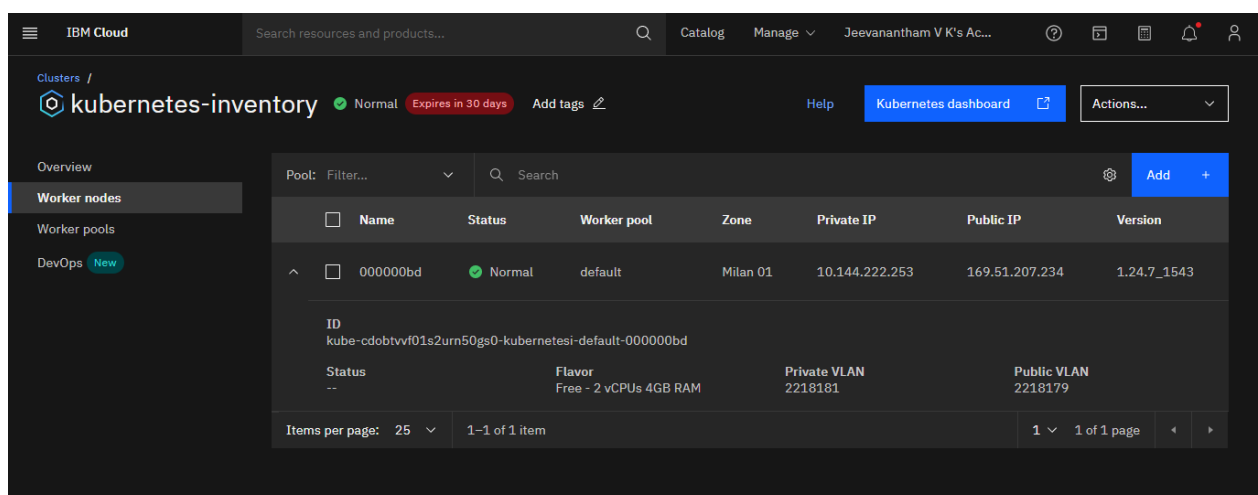 IBM Cloud Search resources and products... Catalog Manage Jeevanantham V K's Ac...
Clusters /
kubernetes-inventory Normal Expires in 30 days Add tags Help Kubernetes dashboard Actions...
Overview
Worker nodes
Worker pools
DevOps New
Pool: Filter... Search Add +
Name Status Worker pool Zone Private IP Public IP Version
000000bd Normal default Milan 01 10.144.222.253 169.51.207.234 1.24.7_1543
ID
kube-cdobtvvf01s2urn50gs0-kubernetesi-default-000000bd
Status Flavor Private VLAN Public VLAN
-- Free - 2 vCPUs 4GB RAM 2218181 2218179
Items per page: 25 1–1 of 1 item 1 1 of 1 page